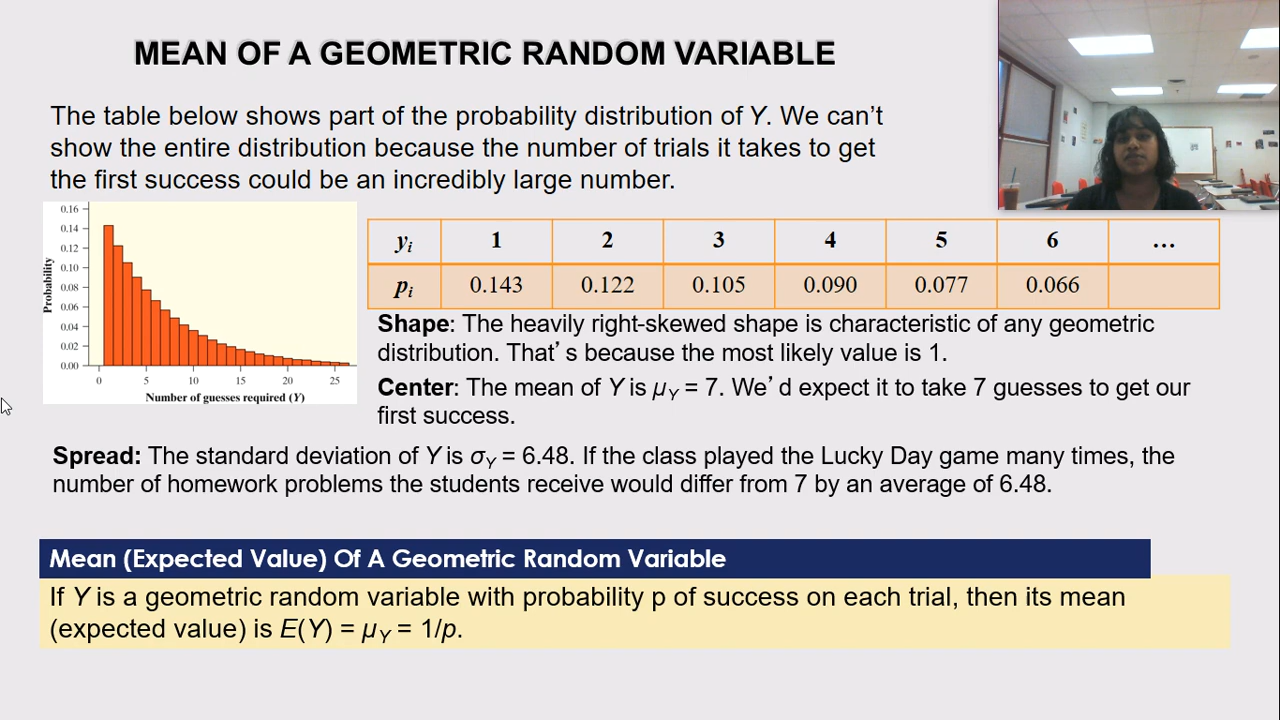 MEAN OF A GEOMETRIC RANDOM VARIABLE
The table below shows part of the probability distribution of Y. We can’t
show the entire distribution because the number of trials it takes to get
the first success could be an incredibly large number.
0.16
0.14
0.12
0.10
0.08
0.06
0.04
0.02
0.00
Probability
0 5 10 15 20 25
Number of guesses required (Y)
yᵢ 1 2 3 4 5 6 …
pᵢ 0.143 0.122 0.105 0.090 0.077 0.066
Shape: The heavily right-skewed shape is characteristic of any geometric
distribution. That’s because the most likely value is 1.
Center: The mean of Y is μY = 7. We’d expect it to take 7 guesses to get our
first success.
Spread: The standard deviation of Y is σY = 6.48. If the class played the Lucky Day game many times, the
number of homework problems the students receive would differ from 7 by an average of 6.48.
Mean (Expected Value) Of A Geometric Random Variable
If Y is a geometric random variable with probability p of success on each trial, then its mean
(expected value) is E(Y) = μY = 1/p.